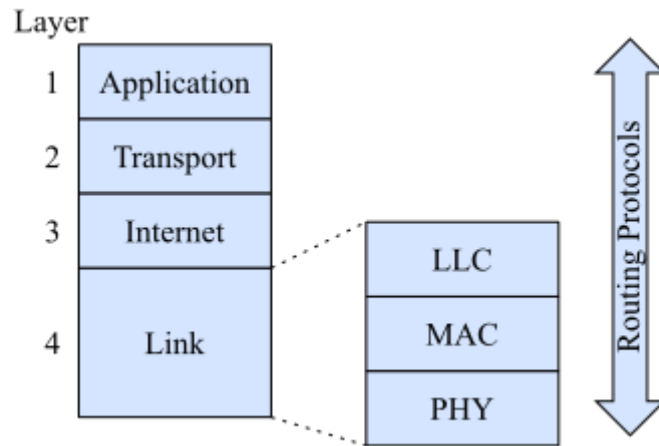 Layer
1 Application
2 Transport
3 Internet
4 Link
LLC
MAC
PHY
Routing Protocols